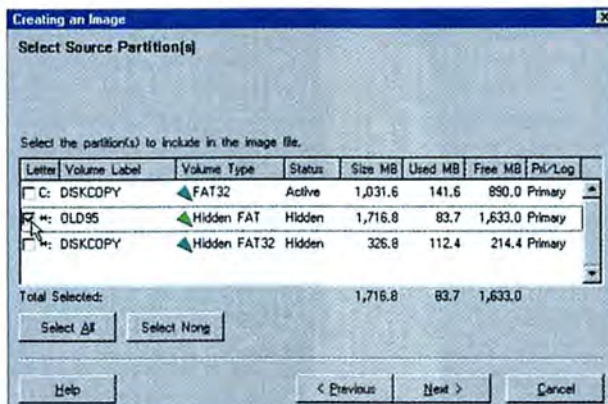 Creating an Image
Select Source Partition(s)
Select the partition(s) to include in the image file.
Letter Volume Label Volume Type Status Size MB Used MB Free MB Pri/Log
C: DISKCOPY FAT32 Active 1,031.6 141.6 890.0 Primary
*: OLD95 Hidden FAT Hidden 1,716.8 83.7 1,633.0 Primary
*: DISKCOPY Hidden FAT32 Hidden 326.8 112.4 214.4 Primary
Total Selected: 1,716.8 83.7 1,633.0
Select All Select None
Help < Previous Next > Cancel